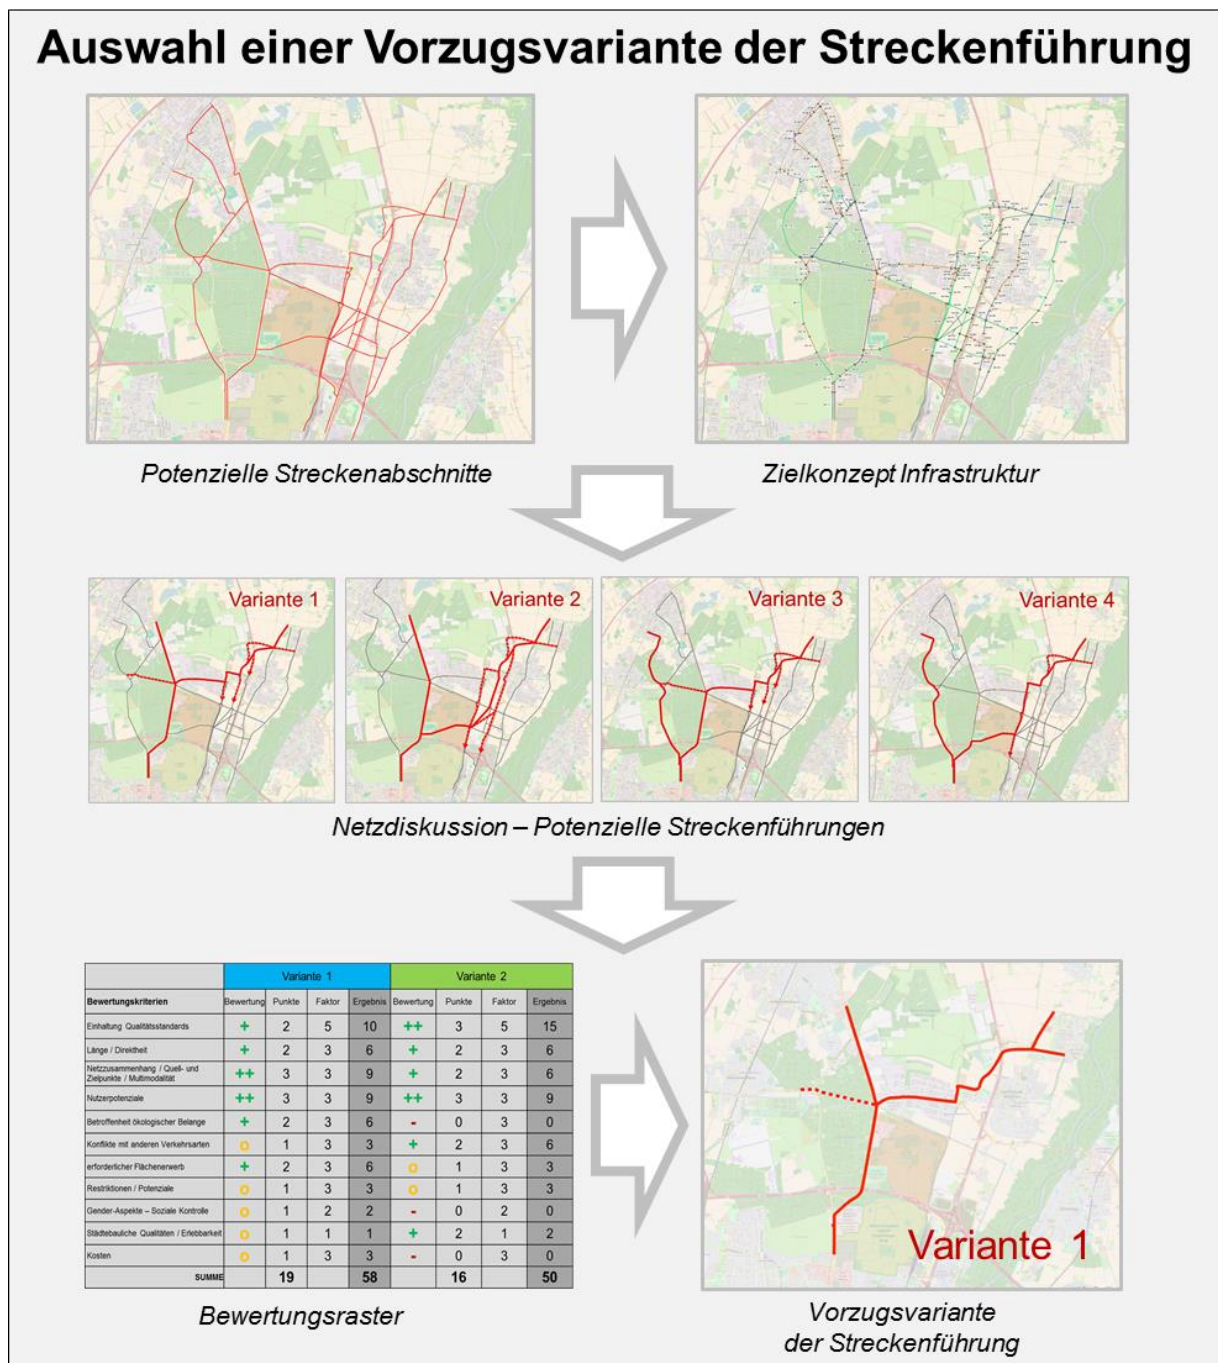 Auswahl einer Vorzugsvariante der Streckenführung
Potenzielle Streckenabschnitte
Zielkonzept Infrastruktur
Variante 1
Variante 2
Variante 3
Variante 4
Netzdiskussion – Potenzielle Streckenführungen
Variante 1 Variante 2
Bewertungskriterien Bewertung Punkte Faktor Ergebnis Bewertung Punkte Faktor Ergebnis
Einhaltung Qualitätsstandards + 2 5 10 ++ 3 5 15
Länge / Direktheit + 2 3 6 + 2 3 6
Netzzusammenhang / Quell- und
Zielpunkte / Multimodalität ++ 3 3 9 + 2 3 6
Nutzerpotenziale ++ 3 3 9 ++ 3 3 9
Betroffenheit ökologischer Belange + 2 3 6 - 0 3 0
Konflikte mit anderen Verkehrsarten o 1 3 3 + 2 3 6
erforderlicher Flächenerwerb + 2 3 6 o 1 3 3
Restriktionen / Potenziale o 1 3 3 o 1 3 3
Gender-Aspekte – Soziale Kontrolle o 1 2 2 - 0 2 0
Städtebauliche Qualitäten / Erlebbarkeit o 1 1 1 + 2 1 2
Kosten o 1 3 3 - 0 3 0
SUMME 19 58 16 50
Bewertungsraster
Variante 1
Vorzugsvariante
der Streckenführung